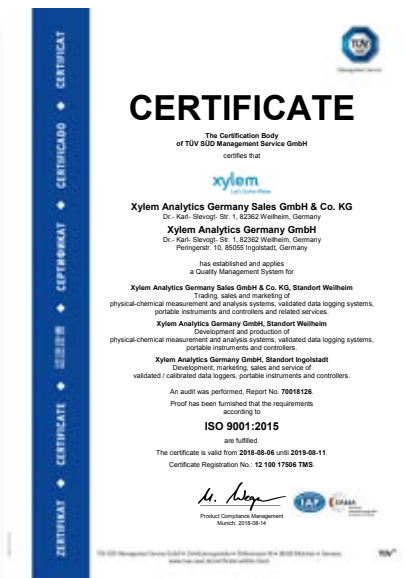 TÜV
Management Service
CERTIFICATE
The Certification Body
of TÜV SÜD Management Service GmbH
certifies that
xylem
Let's Solve Water
Xylem Analytics Germany Sales GmbH & Co. KG
Dr.- Karl- Slevogt- Str. 1, 82362 Weilheim, Germany
Xylem Analytics Germany GmbH
Dr.- Karl- Slevogt- Str. 1, 82362 Weilheim, Germany
Peringerstr. 10, 85055 Ingolstadt, Germany
has established and applies
a Quality Management System for
Xylem Analytics Germany Sales GmbH & Co. KG, Standort Weilheim
Trading, sales and marketing of
physical-chemical measurement and analysis systems, validated data logging systems,
portable instruments and controllers and related services.
Xylem Analytics Germany GmbH, Standort Weilheim
Development and production of
physical-chemical measurement and analysis systems, validated data logging systems,
portable instruments and controllers.
Xylem Analytics Germany GmbH, Standort Ingolstadt
Development, marketing, sales and service of
validated / calibrated data loggers, portable instruments and controllers.
An audit was performed, Report No. 70018126.
Proof has been furnished that the requirements
according to
ISO 9001:2015
are fulfilled.
The certificate is valid from 2018-08-06 until 2019-08-11.
Certificate Registration No.: 12 100 17506 TMS.
Product Compliance Management
Munich, 2018-08-14
IAF
DAkkS
TÜV
ZERTIFIKAT ◆ CERTIFICATE ◆
◆ СЕРТИФИКАТ ◆ CERTIFICADO ◆ CERTIFICAT